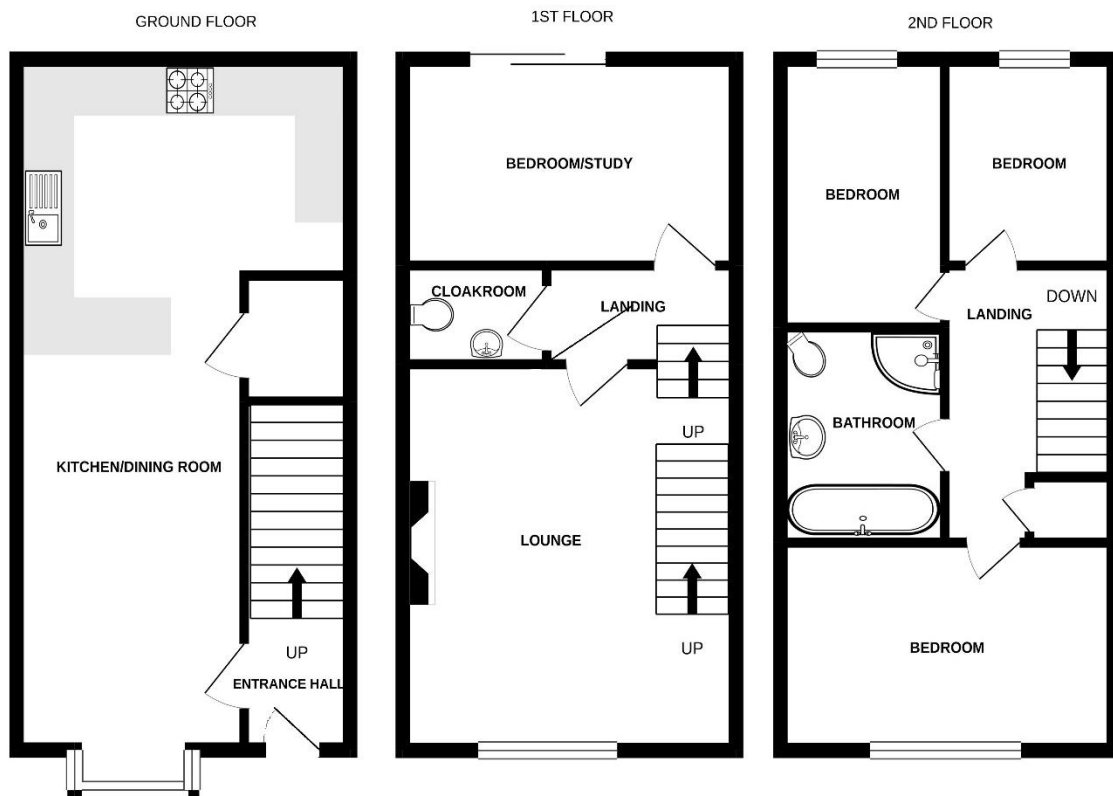 GROUND FLOOR
KITCHEN/DINING ROOM
UP
ENTRANCE HALL
1ST FLOOR
BEDROOM/STUDY
CLOAKROOM
LANDING
UP
LOUNGE
UP
2ND FLOOR
BEDROOM
BEDROOM
DOWN
LANDING
BATHROOM
BEDROOM